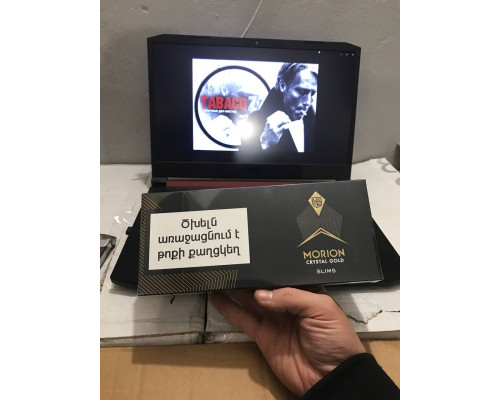 TABACO
Ծխելն
առաջացնում է
թոքի քաղցկեղ
MORION
CRYSTAL GOLD
SLIMS